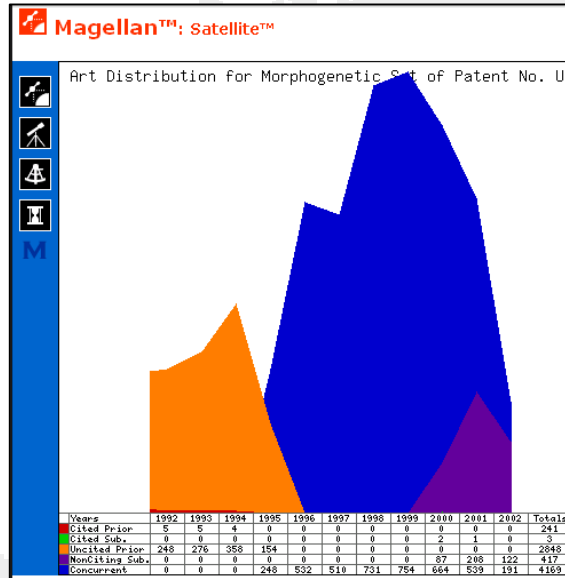 Magellan™: Satellite™
Art Distribution for Morphogenetic Set of Patent No. U
M
Years 1992 1993 1994 1995 1996 1997 1998 1999 2000 2001 2002 Totals
Cited Prior 5 5 4 0 0 0 0 0 0 0 0 241
Cited Sub. 0 0 0 0 0 0 0 0 2 1 0 3
Uncited Prior 248 276 358 154 0 0 0 0 0 0 0 2848
NonCiting Sub. 0 0 0 0 0 0 0 0 87 208 122 417
Concurrent 0 0 0 248 532 510 731 754 664 539 191 4169